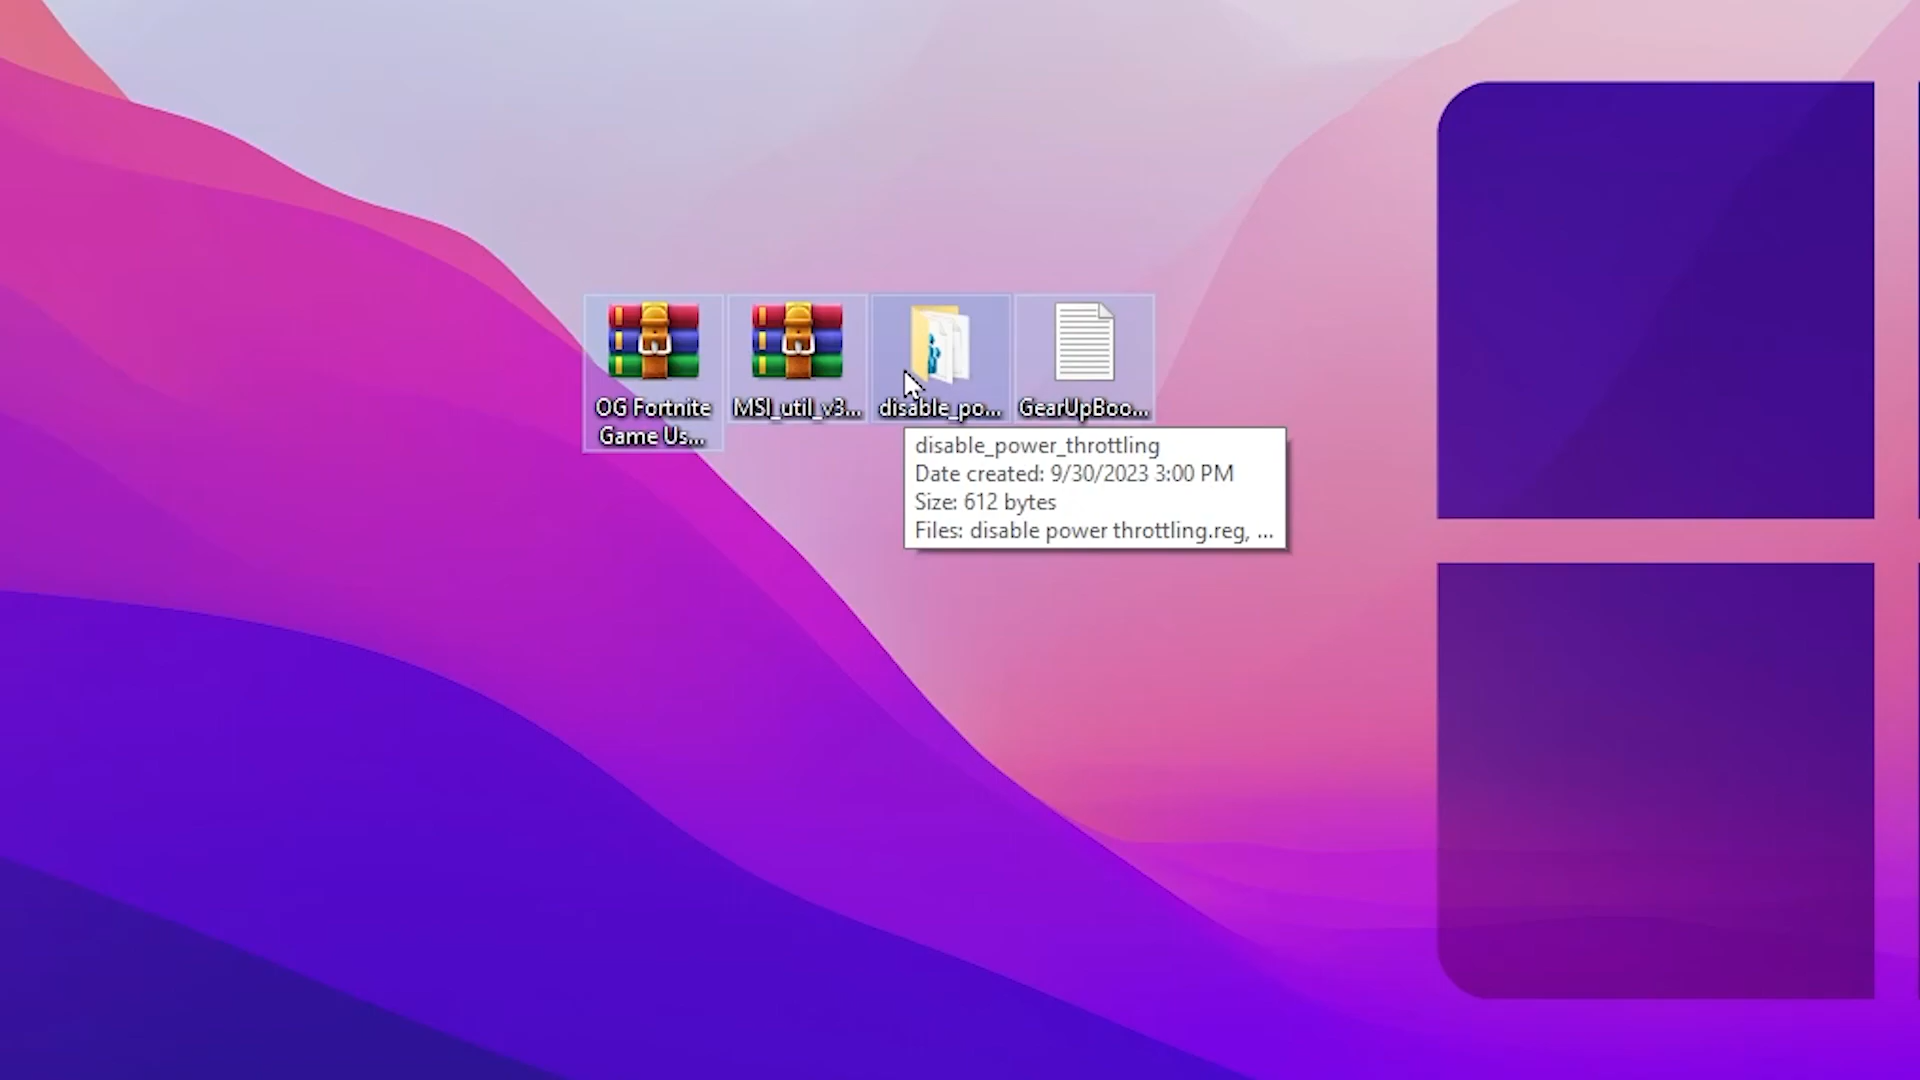 OG Fortnite
Game Us...
MSI_util_v3...
disable_po...
GearUpBoo...
disable_power_throttling
Date created: 9/30/2023 3:00 PM
Size: 612 bytes
Files: disable power throttling.reg, ...